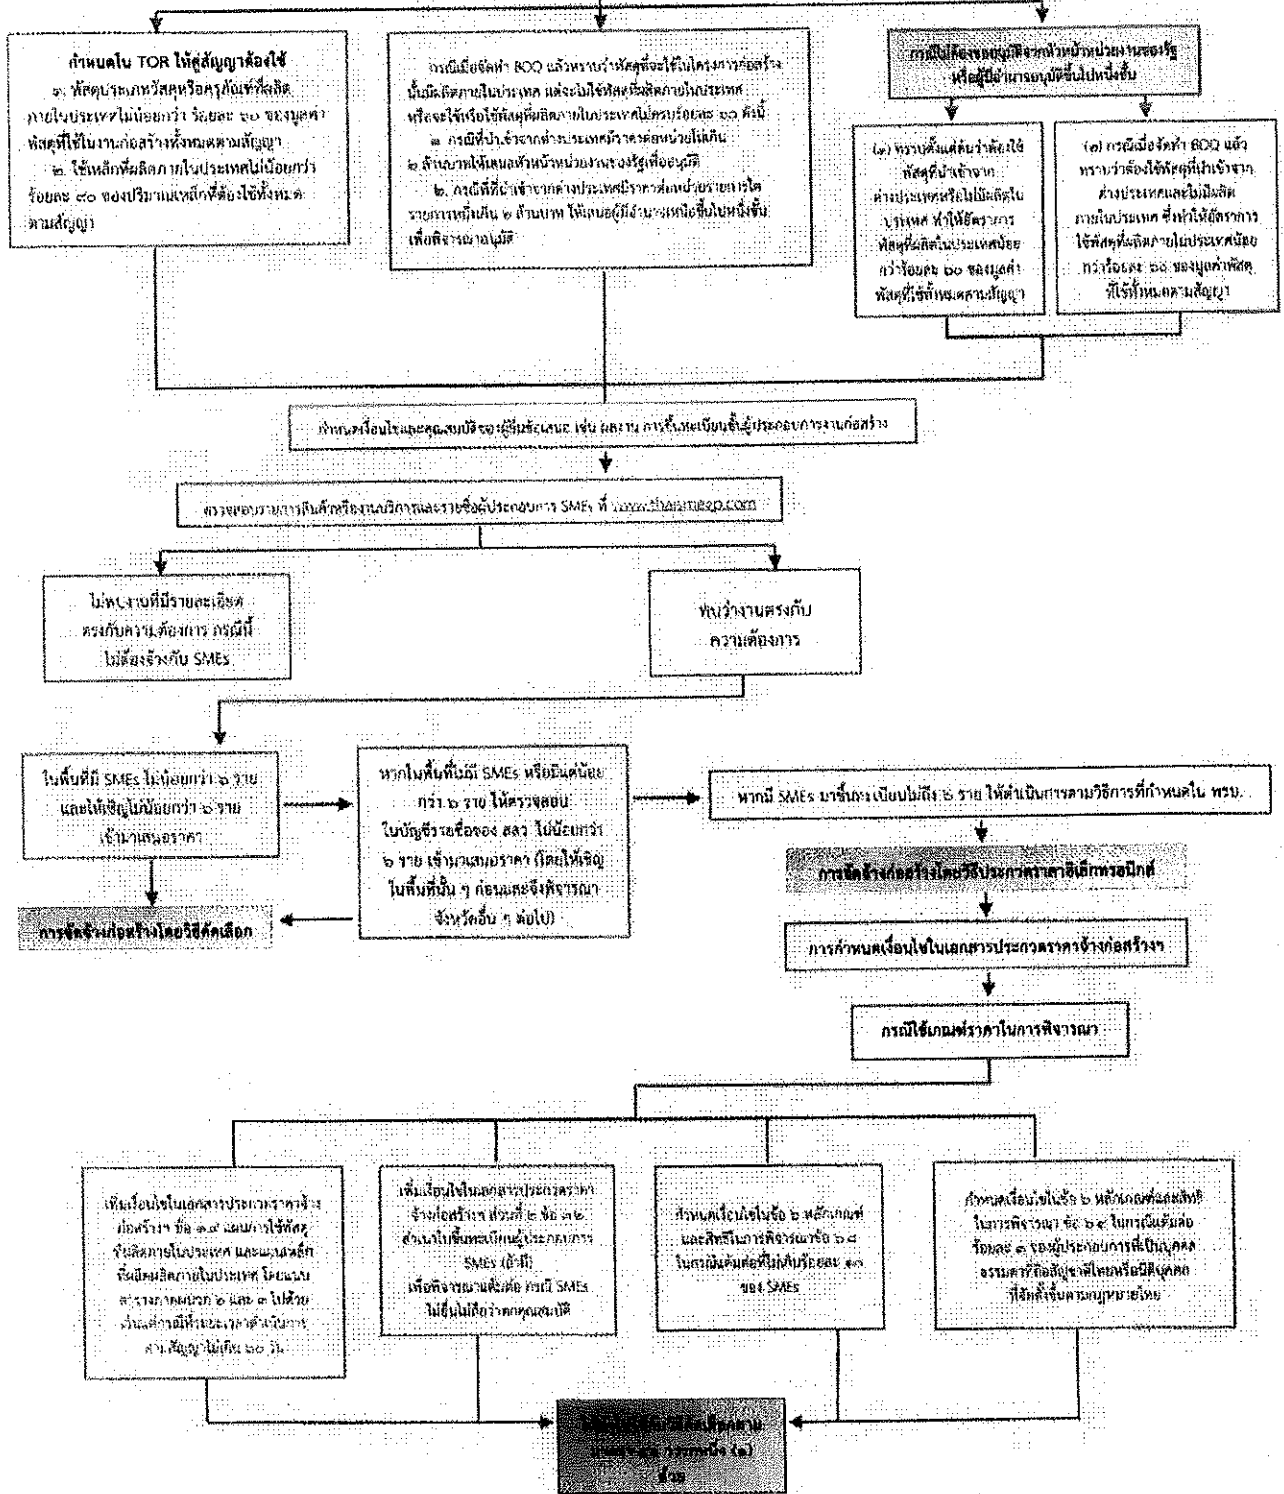 กำหนดใน TOR ให้คู่สัญญาต้องใช้
๑. พัสดุประเภทวัสดุหรือครุภัณฑ์ที่ผลิต
ภายในประเทศไม่น้อยกว่า ร้อยละ ๖๐ ของมูลค่า
พัสดุที่ใช้ในงานก่อสร้างทั้งหมดตามสัญญา
๒. ใช้เหล็กที่ผลิตภายในประเทศไม่น้อยกว่า
ร้อยละ ๙๐ ของปริมาณเหล็กที่ต้องใช้ทั้งหมด
ตามสัญญา
กรณีเมื่อจัดทำ BOQ แล้วทราบว่าพัสดุที่จะใช้ในโครงการก่อสร้าง
นั้นมีผลิตภายในประเทศ แต่จะไม่ใช้พัสดุที่ผลิตภายในประเทศ
หรือจะใช้หรือใช้พัสดุที่ผลิตภายในประเทศไม่ครบร้อยละ ๖๐ ดังนี้
๑. กรณีที่นำเข้าจากต่างประเทศมีราคาต่อหน่วยไม่เกิน
๒ ล้านบาทให้เสนอหัวหน้าหน่วยงานของรัฐเพื่ออนุมัติ
๒. กรณีที่ที่นำเข้าจากต่างประเทศมีราคาต่อหน่วยรายการใด
รายการหนึ่งเกิน ๒ ล้านบาท ให้เสนอผู้มีอำนาจเหนือขึ้นไปหนึ่งชั้น
เพื่อพิจารณาอนุมัติ
กรณีไม่ต้องขออนุมัติจากหัวหน้าหน่วยงานของรัฐ
หรือผู้มีอำนาจอนุมัติขึ้นไปหนึ่งชั้น
(๑) ทราบตั้งแต่ต้นว่าต้องใช้
พัสดุที่นำเข้าจาก
ต่างประเทศหรือไม่มีผลิตใน
ประเทศ ทำให้อัตราการ
พัสดุที่ผลิตในประเทศน้อย
กว่าร้อยละ ๖๐ ของมูลค่า
พัสดุที่ใช้ทั้งหมดตามสัญญา
(๒) กรณีเมื่อจัดทำ BOQ แล้ว
ทราบว่าต้องใช้พัสดุที่นำเข้าจาก
ต่างประเทศและไม่มีผลิต
ภายในประเทศ ซึ่งทำให้อัตราการ
ใช้พัสดุที่ผลิตภายในประเทศน้อย
กว่าร้อยละ ๖๐ ของมูลค่าพัสดุ
ที่ใช้ทั้งหมดตามสัญญา
กำหนดเงื่อนไขและคุณสมบัติของผู้ยื่นข้อเสนอ เช่น ผลงาน การขึ้นทะเบียนชั้นผู้ประกอบการงานก่อสร้าง
ตรวจสอบรายการสินค้าหรืองานบริการและรายชื่อผู้ประกอบการ SMEs ที่ www.thaismegp.com
ไม่พบงานที่มีรายละเอียด
ตรงกับความต้องการ กรณีนี้
ไม่ต้องจ้างกับ SMEs
พบว่างานตรงกับ
ความต้องการ
ในพื้นที่มี SMEs ไม่น้อยกว่า ๖ ราย
และให้เชิญไม่น้อยกว่า ๖ ราย
เข้ามาเสนอราคา
หากในพื้นที่ไม่มี SMEs หรือมีแต่น้อย
กว่า ๖ ราย ให้ตรวจสอบ
ในบัญชีรายชื่อของ สสว ไม่น้อยกว่า
๖ ราย เข้ามาเสนอราคา (โดยให้เชิญ
ในพื้นที่นั้น ๆ ก่อนและจึงพิจารณา
จังหวัดอื่น ๆ ต่อไป)
หากมี SMEs มาขึ้นทะเบียนไม่ถึง ๖ ราย ให้ดำเนินการตามวิธีการที่กำหนดใน พรบ.
การจัดจ้างก่อสร้างโดยวิธีประกวดราคาอิเล็กทรอนิกส์
การจัดจ้างก่อสร้างโดยวิธีคัดเลือก
การกำหนดเงื่อนไขในเอกสารประกวดราคาจ้างก่อสร้างฯ
กรณีใช้เกณฑ์ราคาในการพิจารณา
เพิ่มเงื่อนไขในเอกสารประกวดราคาจ้าง
ก่อสร้างฯ ข้อ ๑.๙ แผนการใช้พัสดุ
ที่ผลิตภายในประเทศ และแผนเหล็ก
ที่ผลิตภายในประเทศ โดยแนบ
ตารางภาคผนวก ๒ และ ๓ ไปด้วย
เว้นแต่กรณีที่ระยะเวลาดำเนินการ
ตามสัญญาไม่เกิน ๖๐ วัน
เพิ่มเงื่อนไขในเอกสารประกวดราคา
จ้างก่อสร้างฯ ส่วนที่ ๒ ข้อ ๓.๒
สำเนาใบขึ้นทะเบียนผู้ประกอบการ
SMEs (ถ้ามี)
เพื่อพิจารณาแต้มต่อ กรณี SMEs
ไม่ยื่นไม่ถือว่าตกคุณสมบัติ
กำหนดเงื่อนไขในข้อ ๖ หลักเกณฑ์
และสิทธิในการพิจารณาข้อ ๖.๘
ในกรณีแต้มต่อที่ไม่เกินร้อยละ ๑๐
ของ SMEs
กำหนดเงื่อนไขในข้อ ๖ หลักเกณฑ์และสิทธิ
ในการพิจารณา ข้อ ๖.๙ ในกรณีแต้มต่อ
ร้อยละ ๓ ของผู้ประกอบการที่เป็นบุคคล
ธรรมดาที่ถือสัญชาติไทยหรือนิติบุคคล
ที่จัดตั้งขึ้นตามกฎหมายไทย
วรรคหนึ่ง (๑)
ด้วย